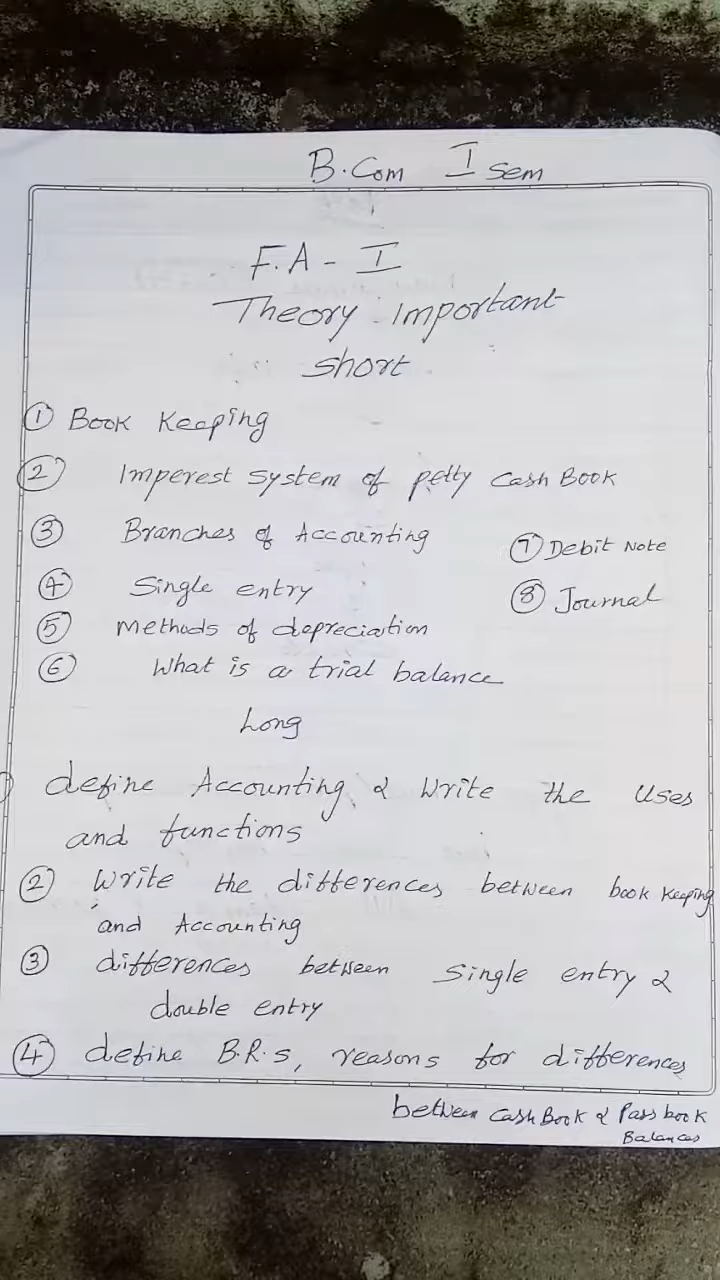 B.Com I Sem
F.A - I
Theory important
short
① Book Keeping
② Imperest system of petty Cash Book
③ Branches of Accounting
④ Single entry
⑤ Methods of depreciation
⑥ What is a trial balance
⑦ Debit Note
⑧ Journal
Long
define Accounting & Write the Uses
and functions
② Write the differences between book keeping
and Accounting
③ differences between Single entry &
double entry
④ define B.R.S, reasons for differences
between Cash Book & Pass book
Balances